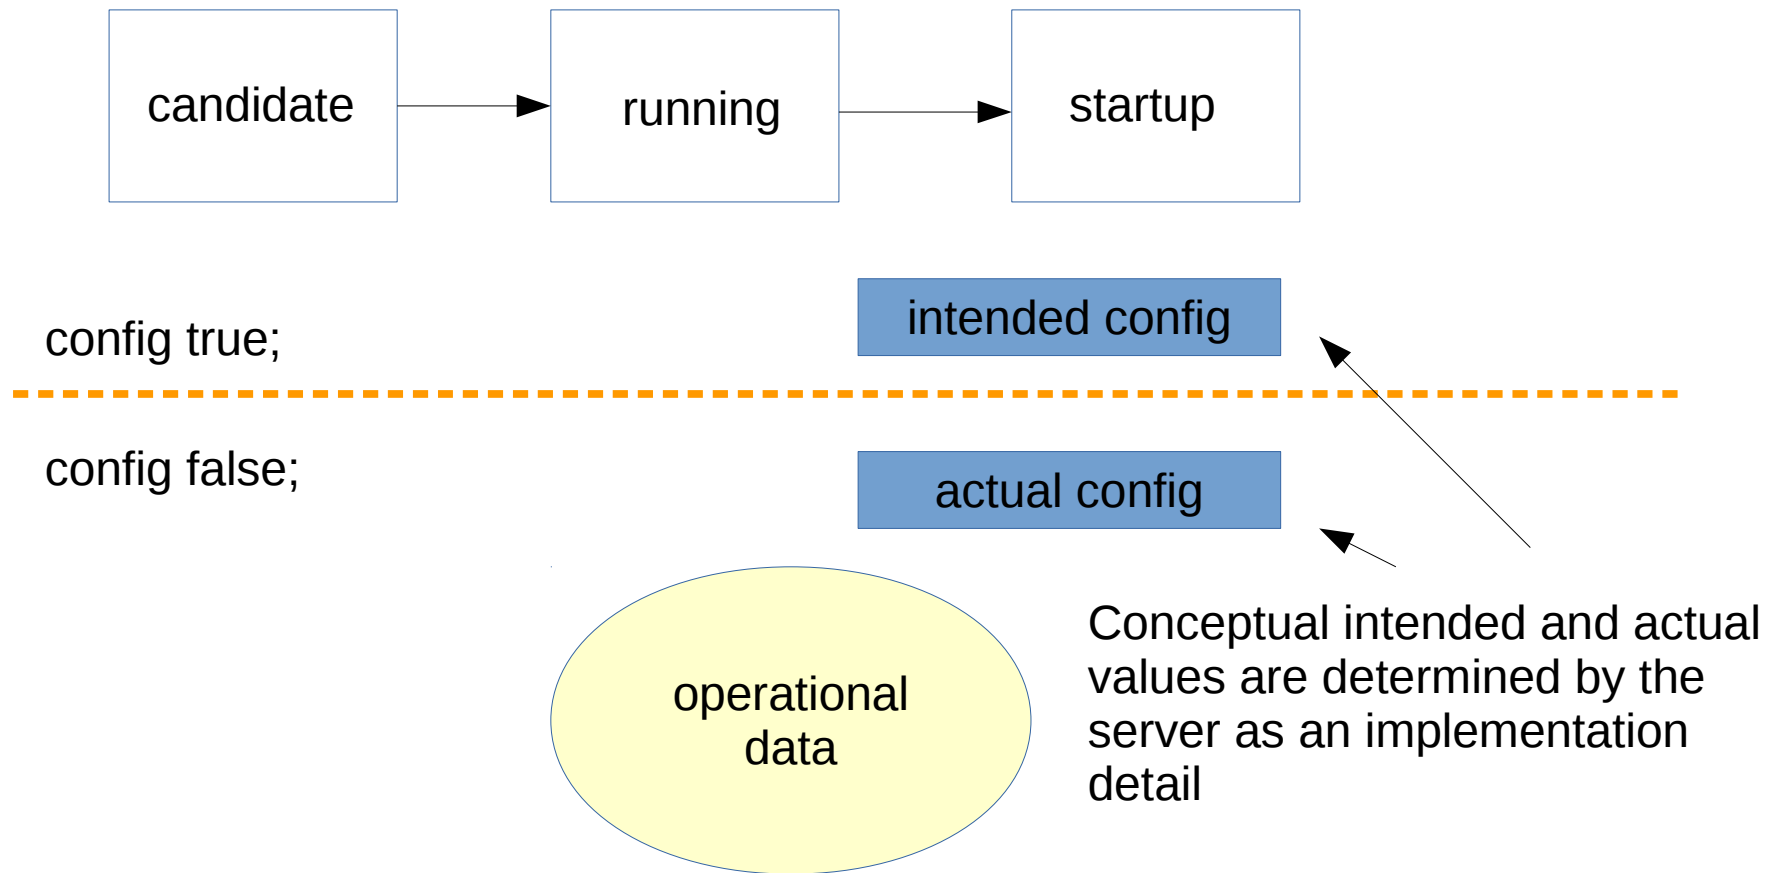 candidate
running
startup
intended config
config true;
config false;
actual config
operational
data
Conceptual intended and actual
values are determined by the
server as an implementation
detail